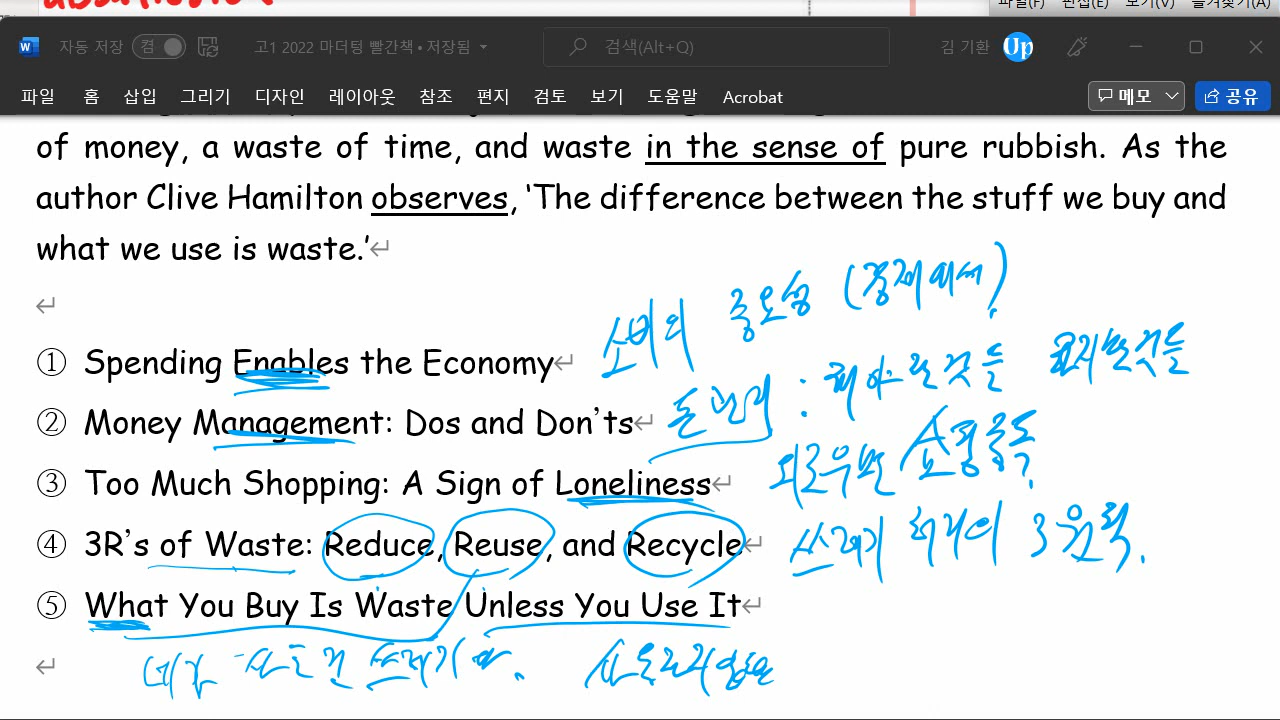 파일(F) 편집(E) 보기(V) 즐겨찾기(A)
자동 저장 켬 고1 2022 마더텅 빨간책 • 저장됨 검색(Alt+Q) 김 기환 Up
파일 홈 삽입 그리기 디자인 레이아웃 참조 편지 검토 보기 도움말 Acrobat 메모 공유
of money, a waste of time, and waste in the sense of pure rubbish. As the
author Clive Hamilton observes, ‘The difference between the stuff we buy and
what we use is waste.’
① Spending Enables the Economy 소비의 중요성 (경제에서)
② Money Management: Dos and Don’ts 돈 관리 : 해야 할 것들
③ Too Much Shopping: A Sign of Loneliness 외로우면 쇼핑중독?
④ 3R’s of Waste: Reduce, Reuse, and Recycle 쓰레기 처리의 3원칙.
⑤ What You Buy Is Waste Unless You Use It
네가 산 건 쓰레기야. 사용하지 않으면